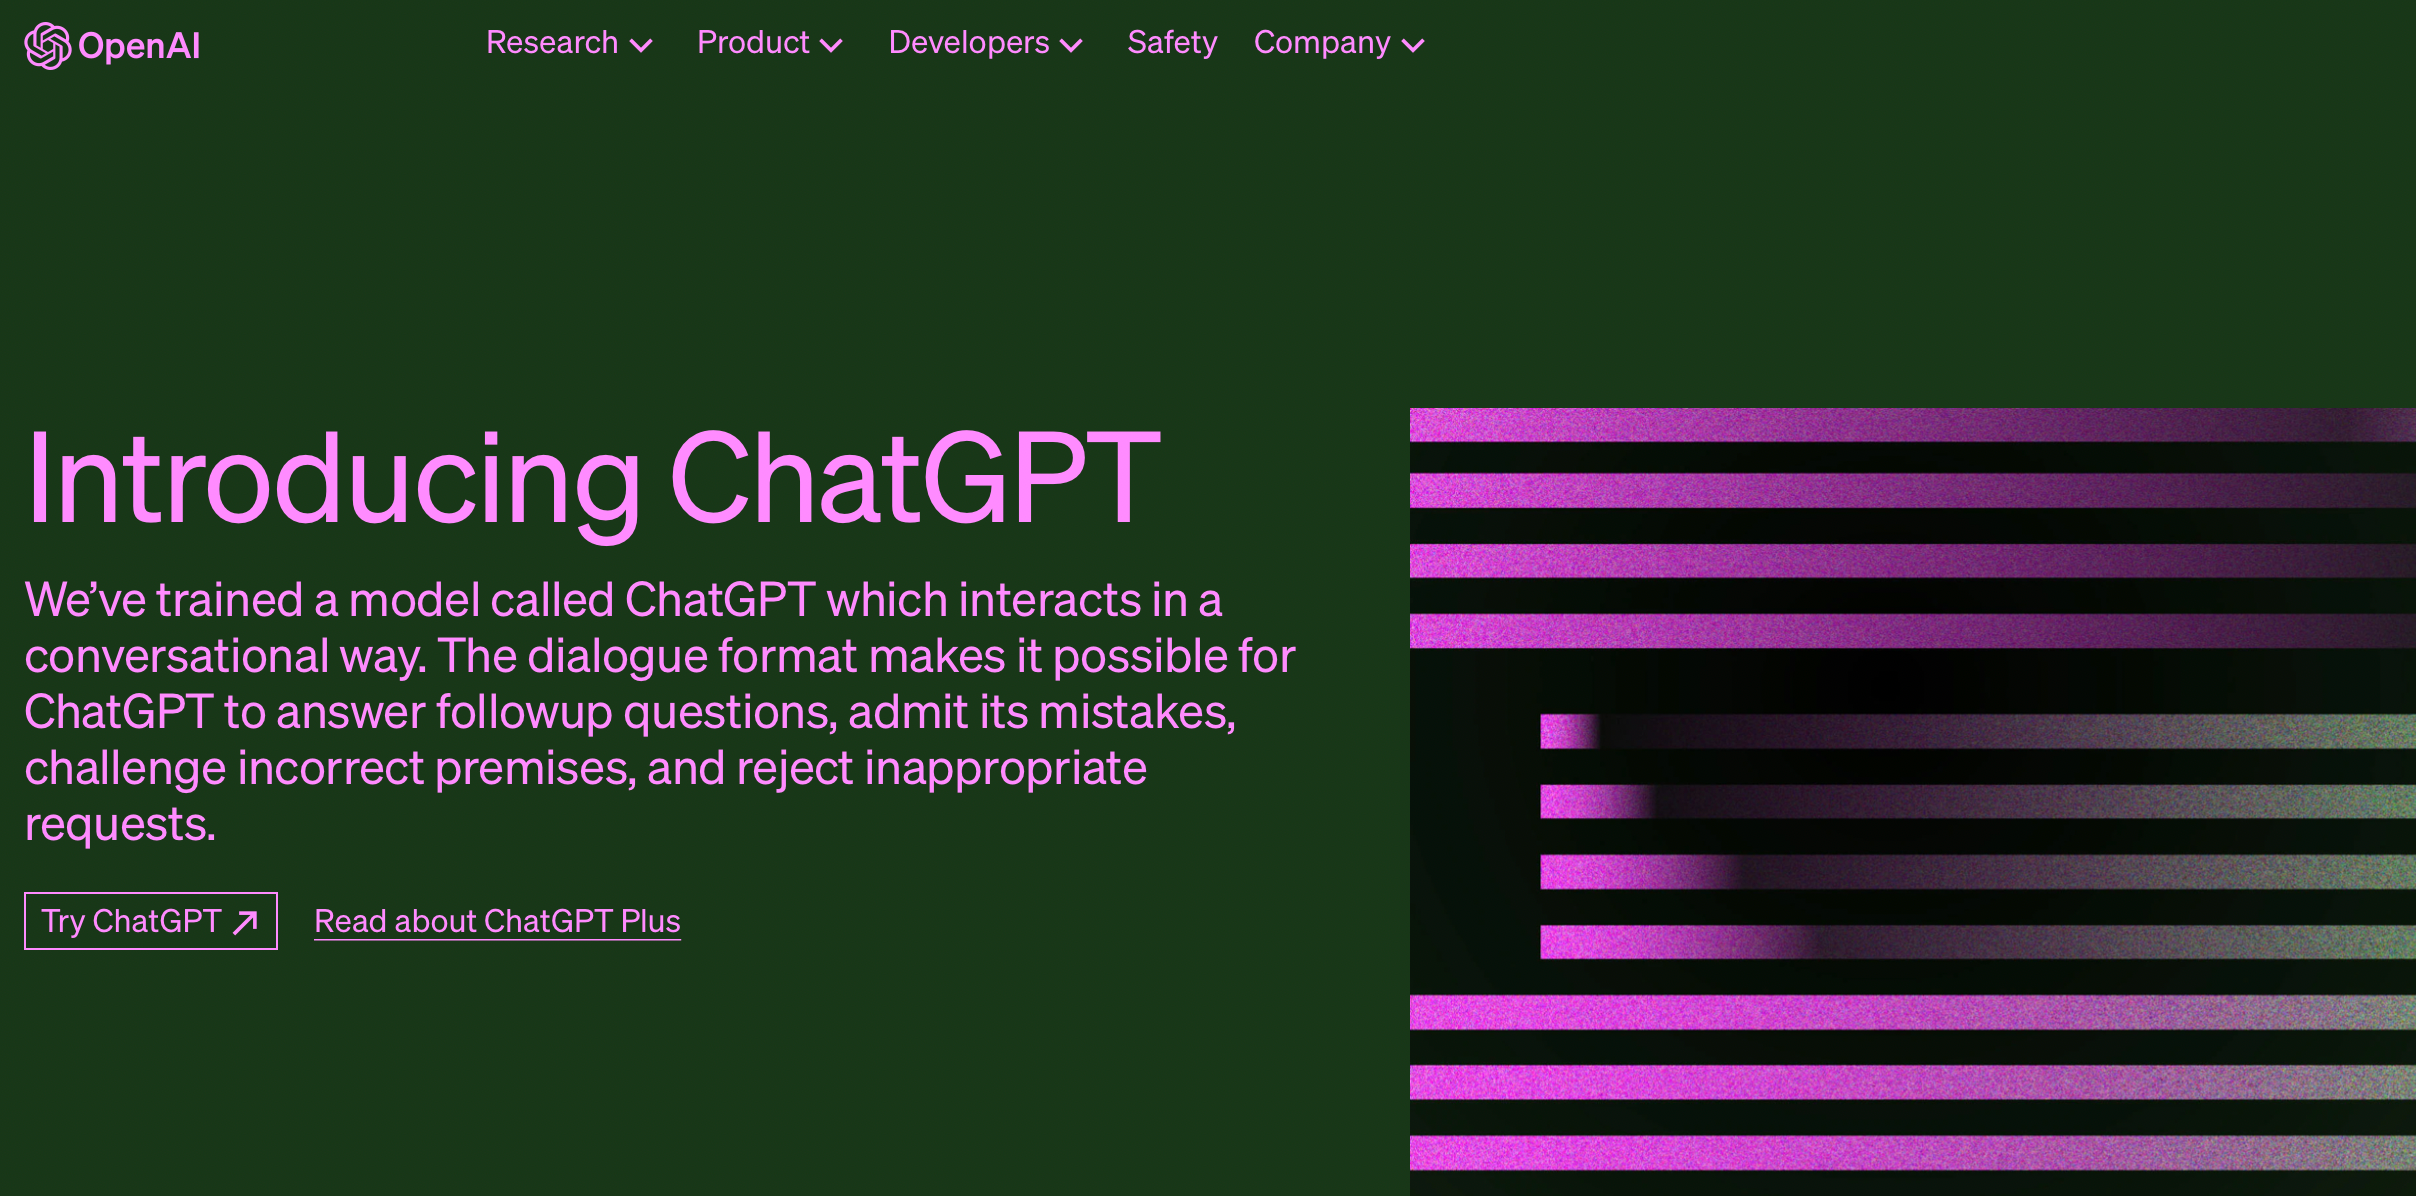 OpenAI
Research
Product
Developers
Safety
Company
Introducing ChatGPT
We’ve trained a model called ChatGPT which interacts in a
conversational way. The dialogue format makes it possible for
ChatGPT to answer followup questions, admit its mistakes,
challenge incorrect premises, and reject inappropriate
requests.
Try ChatGPT
Read about ChatGPT Plus